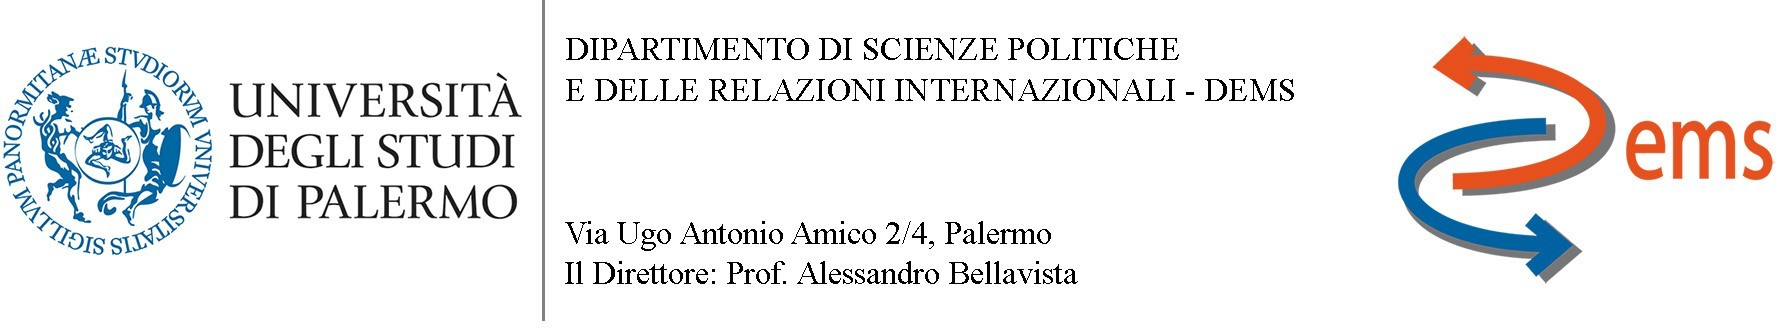 SIGILLVM PANORMITANÆ STVDIORVM VNIVERSITATIS
UNIVERSITÀ
DEGLI STUDI
DI PALERMO
DIPARTIMENTO DI SCIENZE POLITICHE
E DELLE RELAZIONI INTERNAZIONALI - DEMS
Via Ugo Antonio Amico 2/4, Palermo
Il Direttore: Prof. Alessandro Bellavista
ems